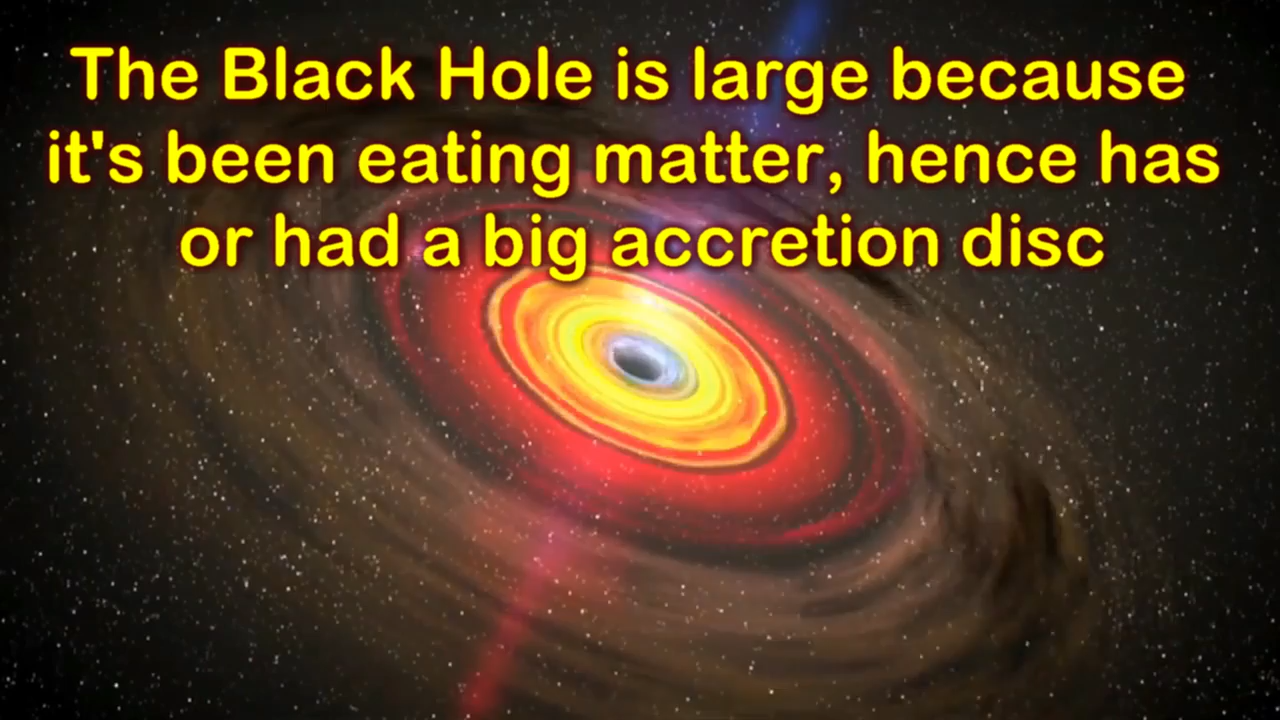 The Black Hole is large because
it's been eating matter, hence has
or had a big accretion disc